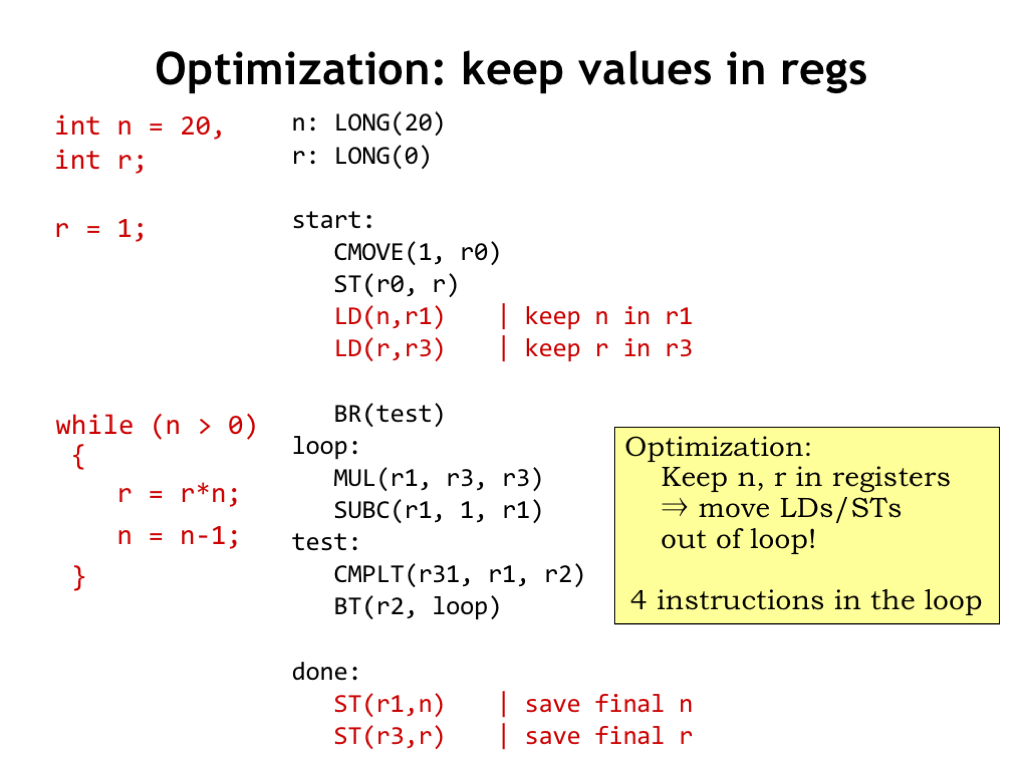 Optimization: keep values in regs
int n = 20,
int r;
r = 1;
while (n > 0)
{
r = r*n;
n = n-1;
}
n: LONG(20)
r: LONG(0)
start:
CMOVE(1, r0)
ST(r0, r)
LD(n,r1) | keep n in r1
LD(r,r3) | keep r in r3
BR(test)
loop:
MUL(r1, r3, r3)
SUBC(r1, 1, r1)
test:
CMPLT(r31, r1, r2)
BT(r2, loop)
done:
ST(r1,n) | save final n
ST(r3,r) | save final r
Optimization:
Keep n, r in registers
⇒ move LDs/STs
out of loop!
4 instructions in the loop